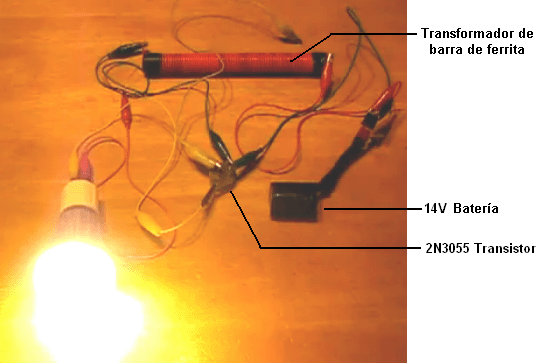 Transformador de
barra de ferrita
14V Batería
2N3055 Transistor